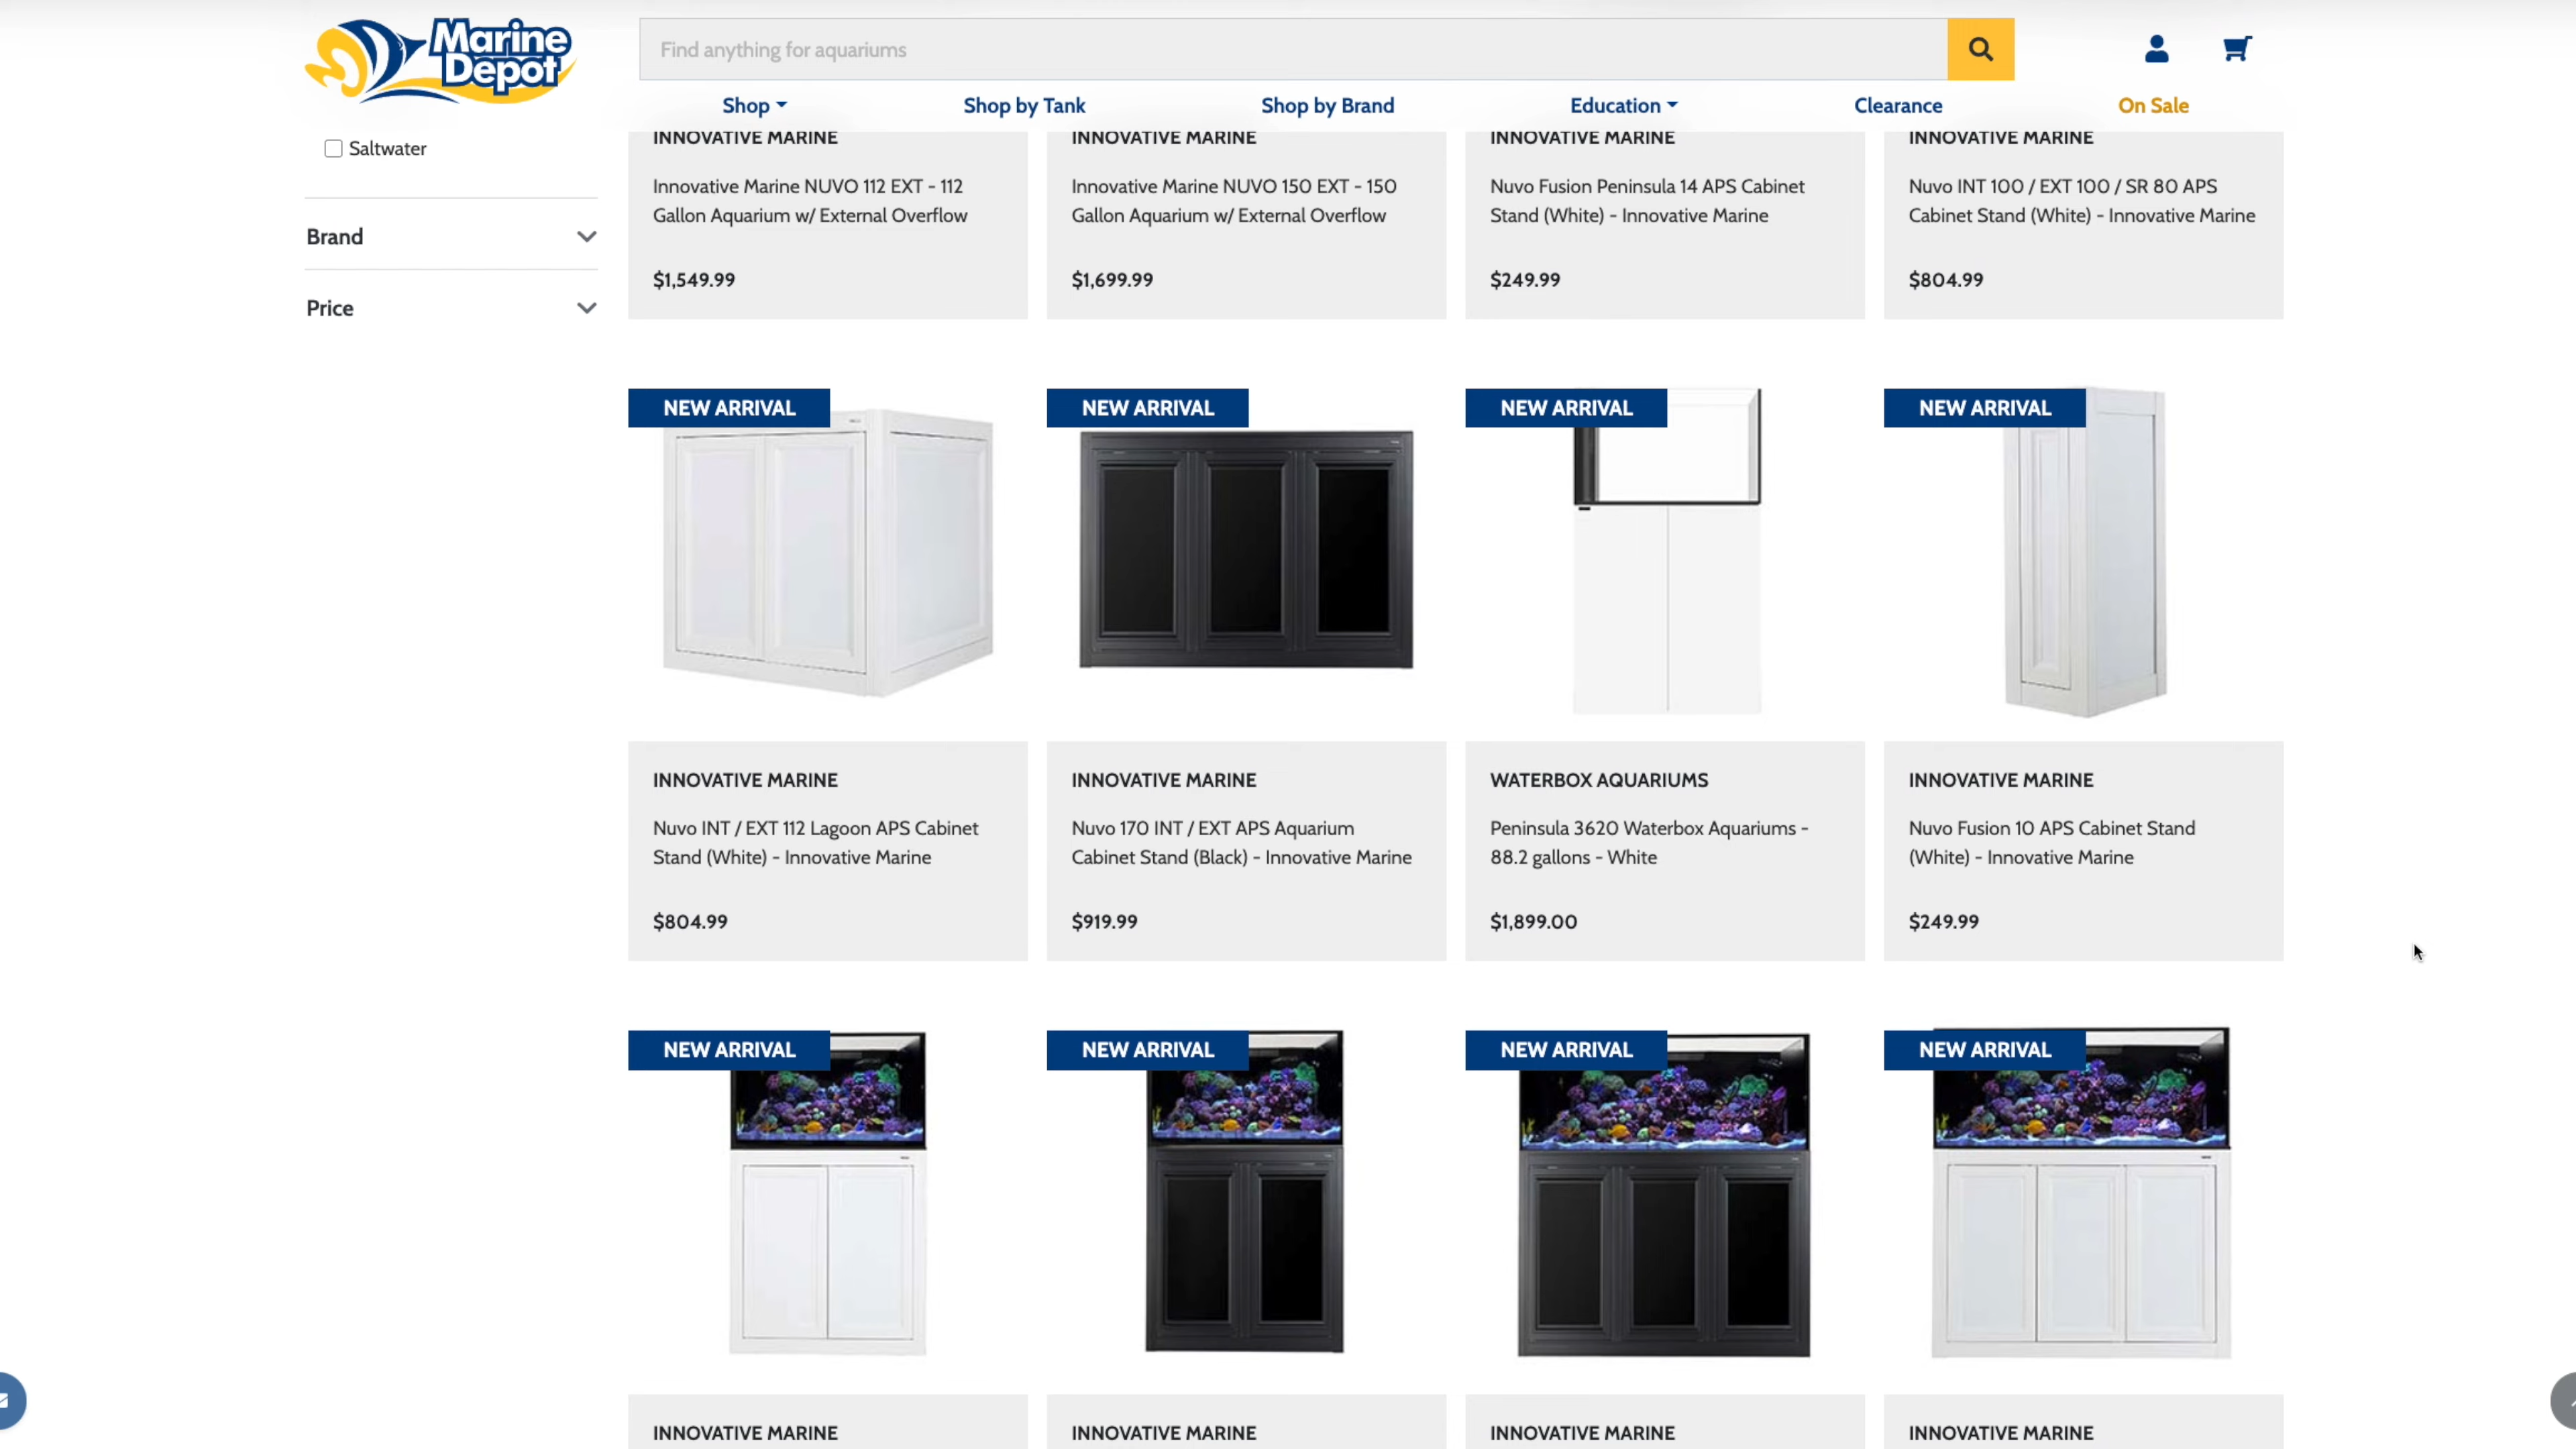 Marine
Depot
Find anything for aquariums
Shop
Shop by Tank
Shop by Brand
Education
Clearance
On Sale
Saltwater
Brand
Price
INNOVATIVE MARINE
Innovative Marine NUVO 112 EXT - 112
Gallon Aquarium w/ External Overflow
$1,549.99
INNOVATIVE MARINE
Innovative Marine NUVO 150 EXT - 150
Gallon Aquarium w/ External Overflow
$1,699.99
INNOVATIVE MARINE
Nuvo Fusion Peninsula 14 APS Cabinet
Stand (White) - Innovative Marine
$249.99
INNOVATIVE MARINE
Nuvo INT 100 / EXT 100 / SR 80 APS
Cabinet Stand (White) - Innovative Marine
$804.99
NEW ARRIVAL
INNOVATIVE MARINE
Nuvo INT / EXT 112 Lagoon APS Cabinet
Stand (White) - Innovative Marine
$804.99
NEW ARRIVAL
INNOVATIVE MARINE
Nuvo 170 INT / EXT APS Aquarium
Cabinet Stand (Black) - Innovative Marine
$919.99
NEW ARRIVAL
WATERBOX AQUARIUMS
Peninsula 3620 Waterbox Aquariums -
88.2 gallons - White
$1,899.00
NEW ARRIVAL
INNOVATIVE MARINE
Nuvo Fusion 10 APS Cabinet Stand
(White) - Innovative Marine
$249.99
NEW ARRIVAL
INNOVATIVE MARINE
NEW ARRIVAL
INNOVATIVE MARINE
NEW ARRIVAL
INNOVATIVE MARINE
NEW ARRIVAL
INNOVATIVE MARINE